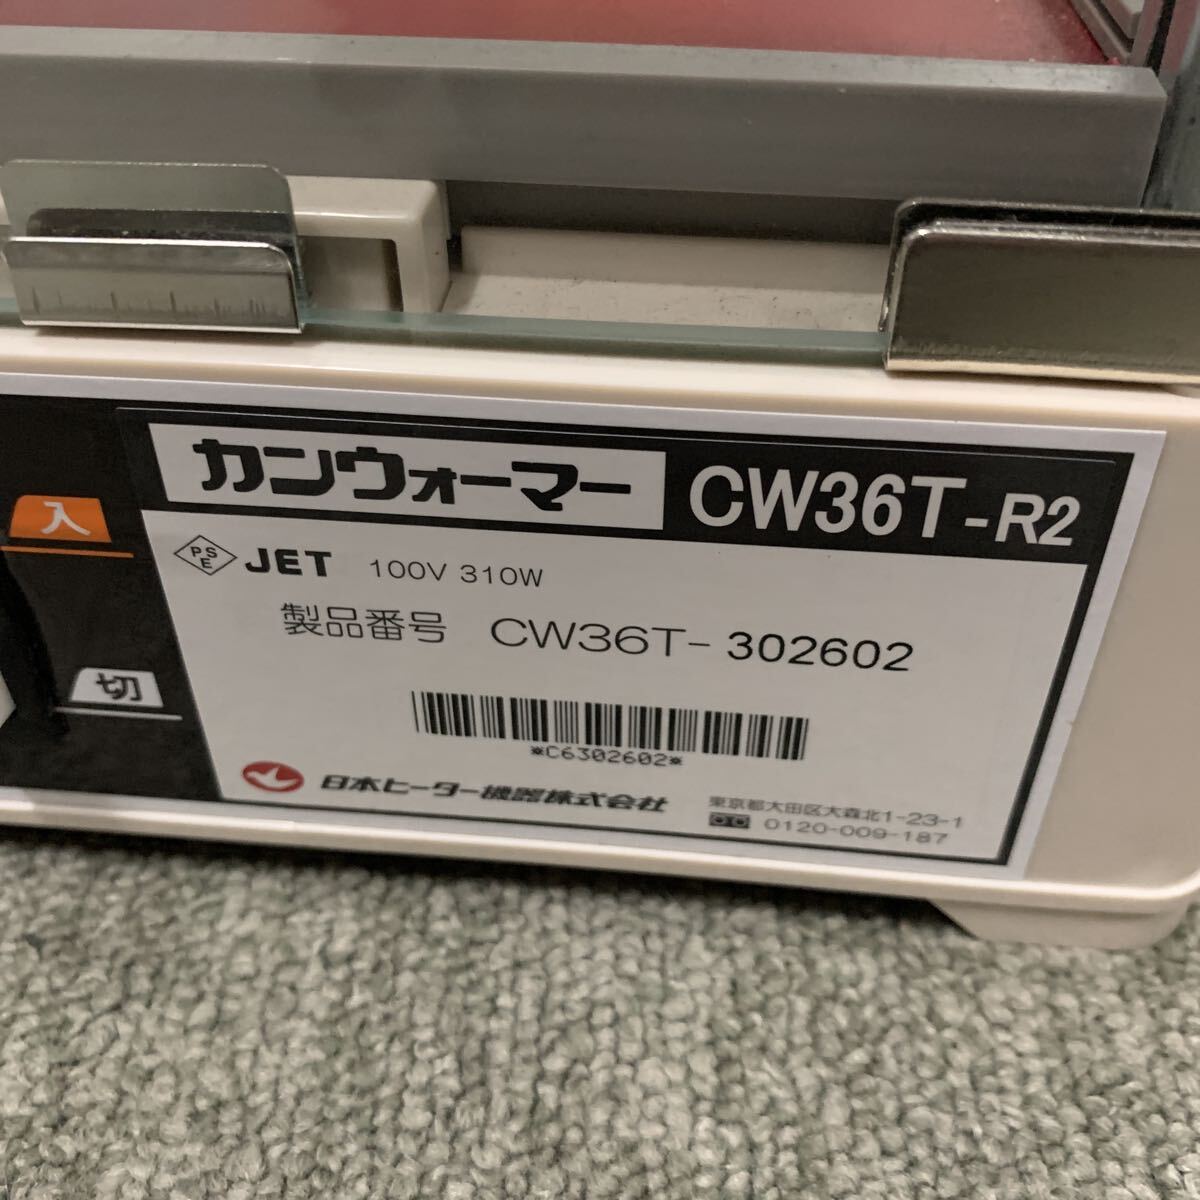 カンウォーマー CW36T-R2
入
PSE JET 100V 310W
製品番号 CW36T-302602
切
*C6302602*
日本ヒーター機器株式会社
東京都大田区大森北1-23-1
0120-009-187